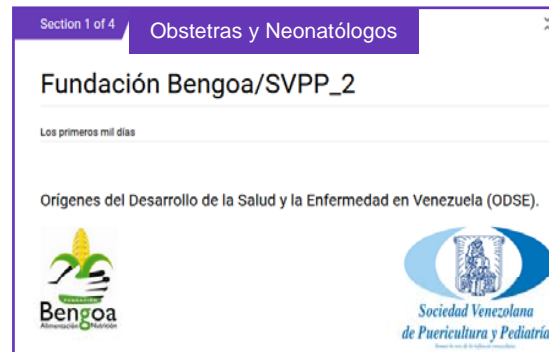 Section 1 of 4
Obstetras y Neonatólogos
Fundación Bengoa/SVPP_2
Los primeros mil días
Orígenes del Desarrollo de la Salud y la Enfermedad en Venezuela (ODSE).
FUNDACIÓN
Bengoa
Alimentación Nutrición
Sociedad Venezolana
de Puericultura y Pediatría